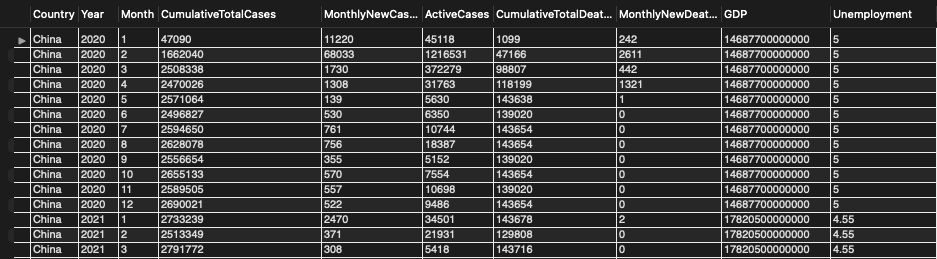 Country Year Month CumulativeTotalCases MonthlyNewCas... ActiveCases CumulativeTotalDeat... MonthlyNewDeat... GDP Unemployment
China 2020 1 47090 11220 45118 1099 242 14687700000000 5
China 2020 2 1662040 68033 1216531 47166 2611 14687700000000 5
China 2020 3 2508338 1730 372279 98807 442 14687700000000 5
China 2020 4 2470026 1308 31763 118199 1321 14687700000000 5
China 2020 5 2571064 139 5630 143638 1 14687700000000 5
China 2020 6 2496827 530 6350 139020 0 14687700000000 5
China 2020 7 2594650 761 10744 143654 0 14687700000000 5
China 2020 8 2628078 756 18387 143654 0 14687700000000 5
China 2020 9 2556654 355 5152 139020 0 14687700000000 5
China 2020 10 2655133 570 7554 143654 0 14687700000000 5
China 2020 11 2589505 557 10698 139020 0 14687700000000 5
China 2020 12 2690021 522 9486 143654 0 14687700000000 5
China 2021 1 2733239 2470 34501 143678 2 17820500000000 4.55
China 2021 2 2513349 371 21931 129808 0 17820500000000 4.55
China 2021 3 2791772 308 5418 143716 0 17820500000000 4.55